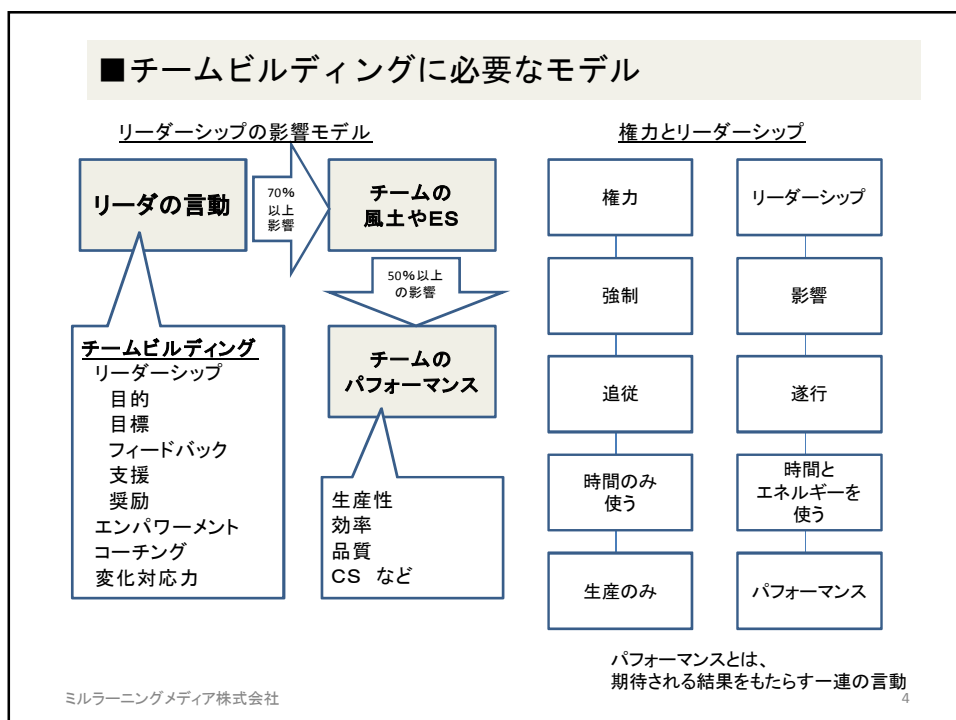 ■チームビルディングに必要なモデル
リーダーシップの影響モデル
リーダの言動
70%
以上
影響
チームの
風土やES
50%以上
の影響
チームの
パフォーマンス
チームビルディング
リーダーシップ
目的
目標
フィードバック
支援
奨励
エンパワーメント
コーチング
変化対応力
生産性
効率
品質
CS など
権力とリーダーシップ
権力
強制
追従
時間のみ
使う
生産のみ
リーダーシップ
影響
遂行
時間と
エネルギーを
使う
パフォーマンス
パフォーマンスとは、
期待される結果をもたらす一連の言動
ミルラーニングメディア株式会社
4